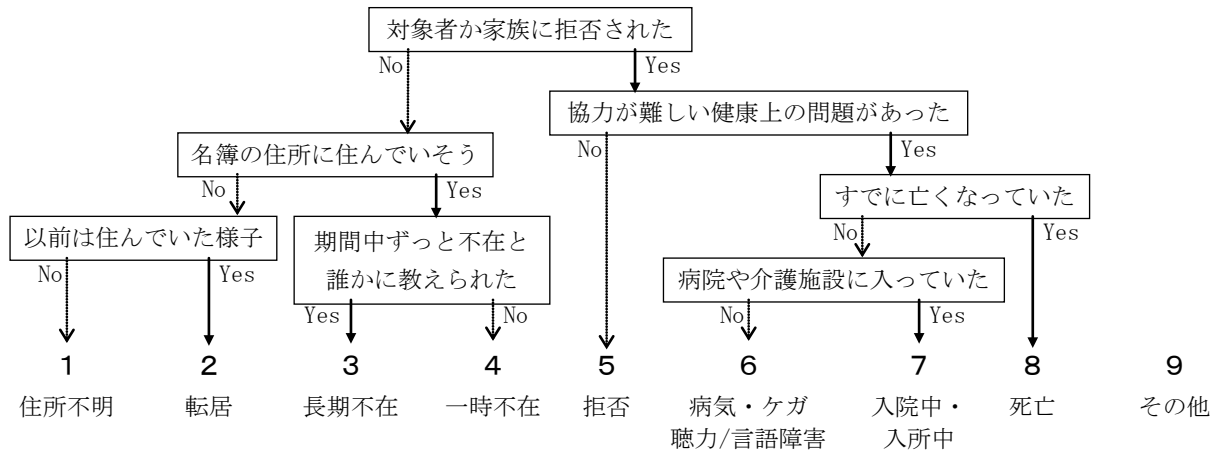 対象者か家族に拒否された
No
Yes
協力が難しい健康上の問題があった
No
Yes
名簿の住所に住んでいそう
No
Yes
すでに亡くなっていた
No
Yes
以前は住んでいた様子
No
Yes
期間中ずっと不在と
誰かに教えられた
Yes
No
病院や介護施設に入っていた
No
Yes
1 2 3 4 5 6 7 8 9
住所不明 転居 長期不在 一時不在 拒否 病気・ケガ 入院中・ 死亡 その他
聴力/言語障害 入所中